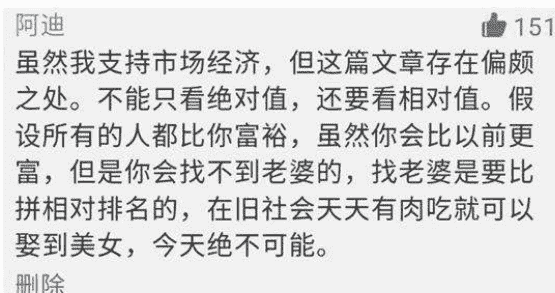 阿迪 151
虽然我支持市场经济，但这篇文章存在偏颇
之处。不能只看绝对值，还要看相对值。假
设所有的人都比你富裕，虽然你会比以前更
富，但是你会找不到老婆的，找老婆是要比
拼相对排名的，在旧社会天天有肉吃就可以
娶到美女，今天绝不可能。
删除